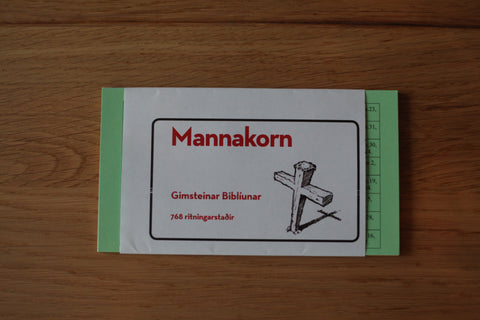 Mannakorn
Gimsteinar Biblíunar
768 ritningarstaðir